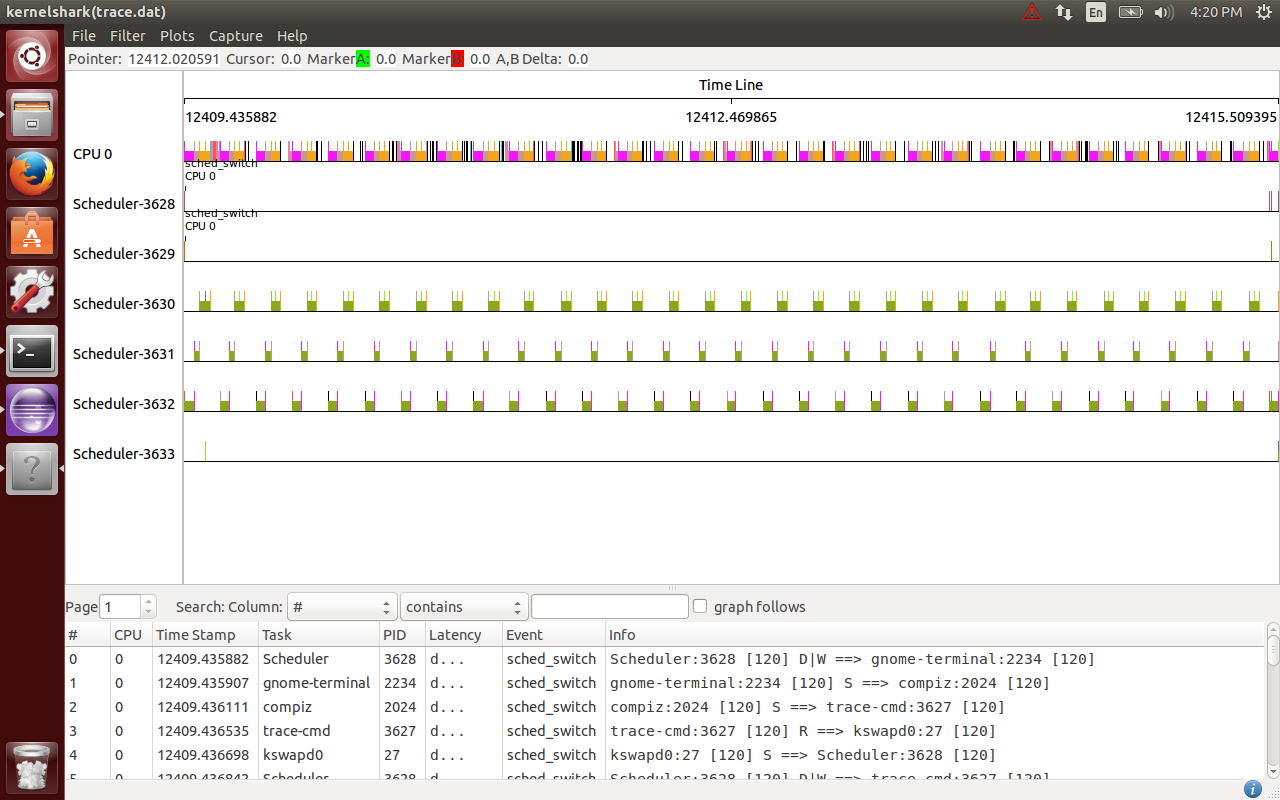 kernelshark(trace.dat)
En
4:20 PM
File Filter Plots Capture Help
Pointer: 12412.020591 Cursor: 0.0 Marker A: 0.0 Marker B: 0.0 A,B Delta: 0.0
Time Line
12409.435882 12412.469865 12415.509395
CPU 0
sched_switch
CPU 0
Scheduler-3628
sched_switch
CPU 0
Scheduler-3629
Scheduler-3630
Scheduler-3631
Scheduler-3632
Scheduler-3633
Page 1 Search: Column: # contains graph follows
# CPU Time Stamp Task PID Latency Event Info
0 0 12409.435882 Scheduler 3628 d... sched_switch Scheduler:3628 [120] D|W ==> gnome-terminal:2234 [120]
1 0 12409.435907 gnome-terminal 2234 d... sched_switch gnome-terminal:2234 [120] S ==> compiz:2024 [120]
2 0 12409.436111 compiz 2024 d... sched_switch compiz:2024 [120] S ==> trace-cmd:3627 [120]
3 0 12409.436535 trace-cmd 3627 d... sched_switch trace-cmd:3627 [120] R ==> kswapd0:27 [120]
4 0 12409.436698 kswapd0 27 d... sched_switch kswapd0:27 [120] S ==> Scheduler:3628 [120]
5 0 12409.436842 Scheduler 3628 d... sched_switch Scheduler:3628 [120] D|W ==> trace-cmd:3627 [120]